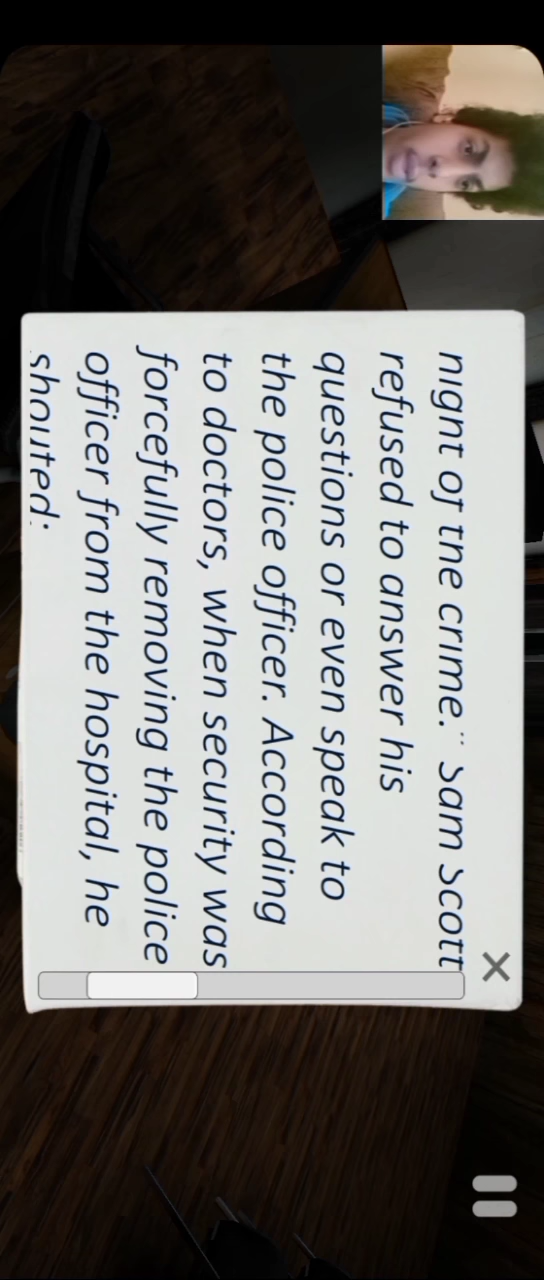 night of the crime." Sam Scott
refused to answer his
questions or even speak to
the police officer. According
to doctors, when security was
forcefully removing the police
officer from the hospital, he
shouted: